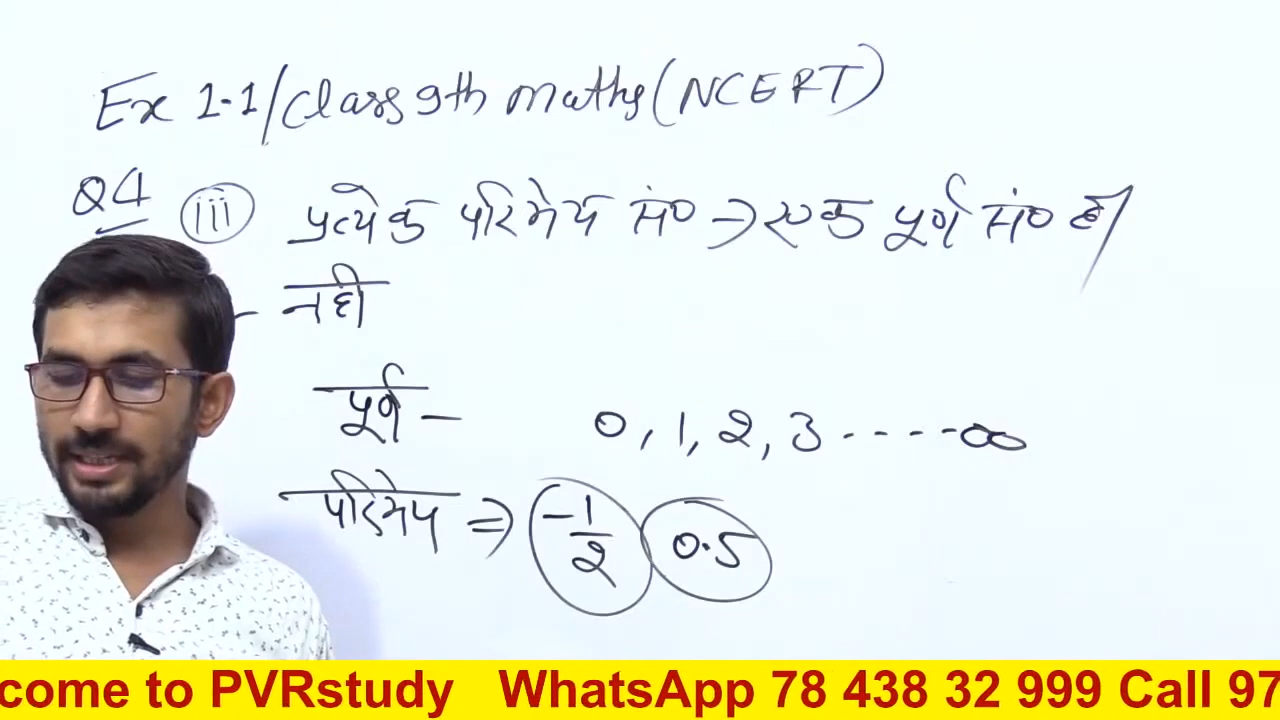 Ex 1.1/Class 9th maths (NCERT)
Q4 (iii) प्रत्येक परिमेय सं० → एक पूर्ण सं० है/
- नही
पूर्ण - 0, 1, 2, 3 ----- ∞
परिमेय ⇒ -1/2 0.5
come to PVRstudy WhatsApp 78 438 32 999 Call 97